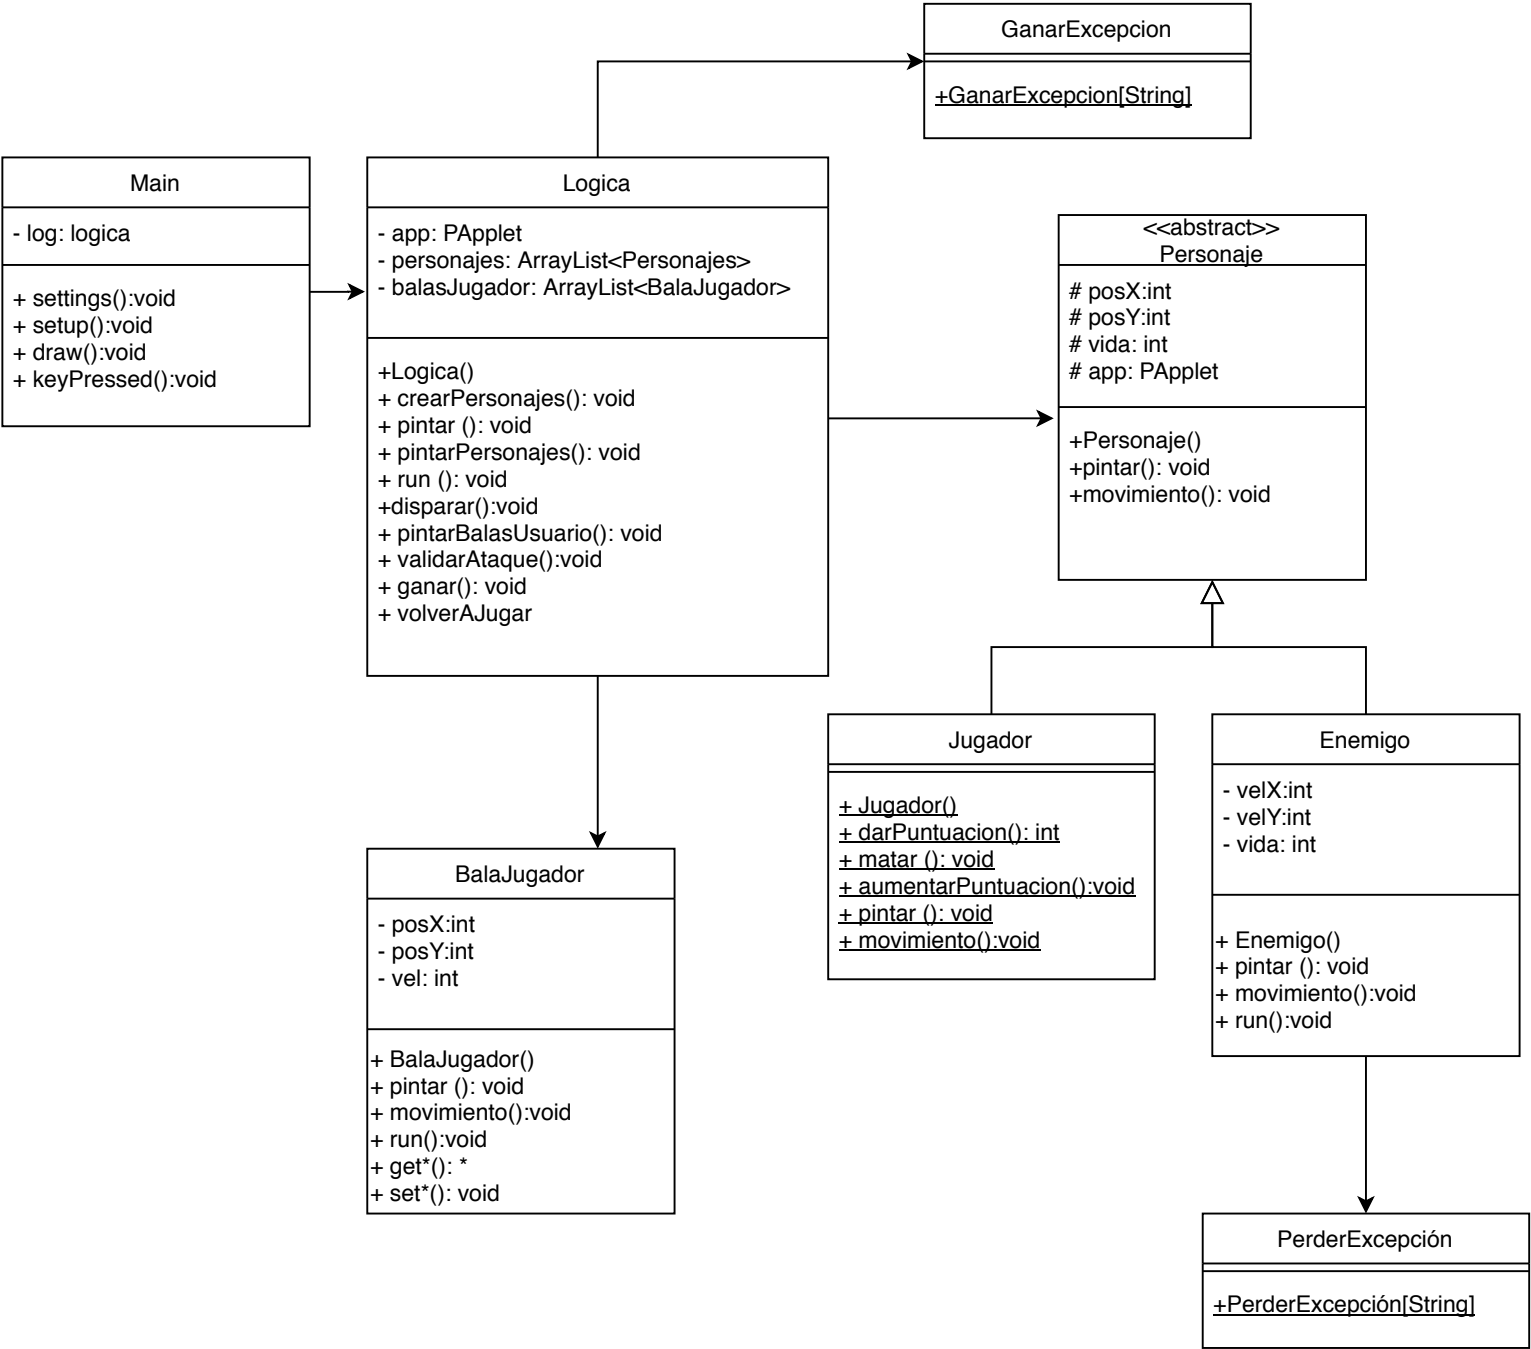 GanarExcepcion
+GanarExcepcion[String]
Main
- log: logica
+ settings():void
+ setup():void
+ draw():void
+ keyPressed():void
Logica
- app: PApplet
- personajes: ArrayList<Personajes>
- balasJugador: ArrayList<BalaJugador>
+Logica()
+ crearPersonajes(): void
+ pintar (): void
+ pintarPersonajes(): void
+ run (): void
+disparar():void
+ pintarBalasUsuario(): void
+ validarAtaque():void
+ ganar(): void
+ volverAJugar
<<abstract>>
Personaje
# posX:int
# posY:int
# vida: int
# app: PApplet
+Personaje()
+pintar(): void
+movimiento(): void
Jugador
+ Jugador()
+ darPuntuacion(): int
+ matar (): void
+ aumentarPuntuacion():void
+ pintar (): void
+ movimiento():void
Enemigo
- velX:int
- velY:int
- vida: int
+ Enemigo()
+ pintar (): void
+ movimiento():void
+ run():void
BalaJugador
- posX:int
- posY:int
- vel: int
+ BalaJugador()
+ pintar (): void
+ movimiento():void
+ run():void
+ get*(): *
+ set*(): void
PerderExcepción
+PerderExcepción[String]